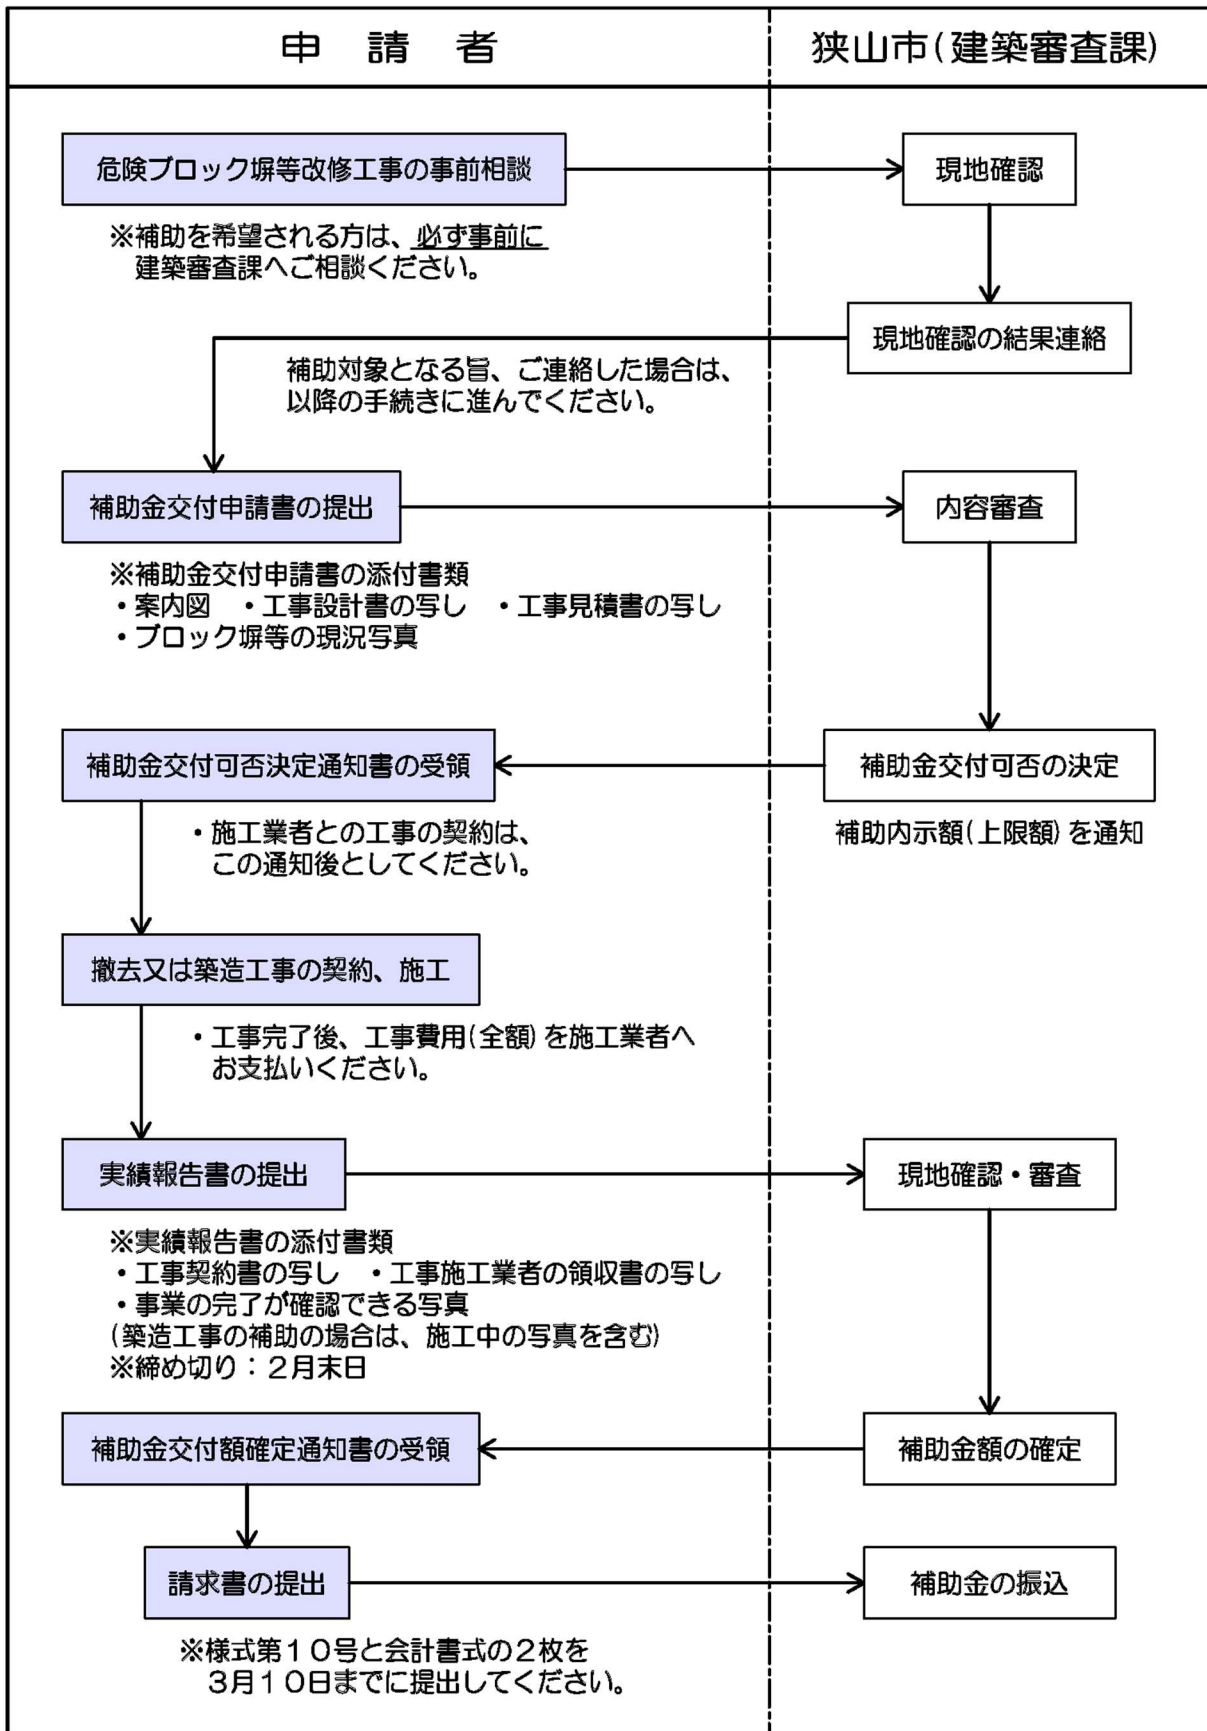 申請者
狭山市(建築審査課)
危険ブロック塀等改修工事の事前相談
現地確認
※補助を希望される方は、必ず事前に
建築審査課へご相談ください。
現地確認の結果連絡
補助対象となる旨、ご連絡した場合は、
以降の手続きに進んでください。
補助金交付申請書の提出
内容審査
※補助金交付申請書の添付書類
・案内図 ・工事設計書の写し ・工事見積書の写し
・ブロック塀等の現況写真
補助金交付可否決定通知書の受領
補助金交付可否の決定
・施工業者との工事の契約は、
この通知後としてください。
補助内示額(上限額)を通知
撤去又は築造工事の契約、施工
・工事完了後、工事費用(全額)を施工業者へ
お支払いください。
実績報告書の提出
現地確認・審査
※実績報告書の添付書類
・工事契約書の写し ・工事施工業者の領収書の写し
・事業の完了が確認できる写真
(築造工事の補助の場合は、施工中の写真を含む)
※締め切り：２月末日
補助金交付額確定通知書の受領
補助金額の確定
請求書の提出
補助金の振込
※様式第１０号と会計書式の２枚を
３月１０日までに提出してください。